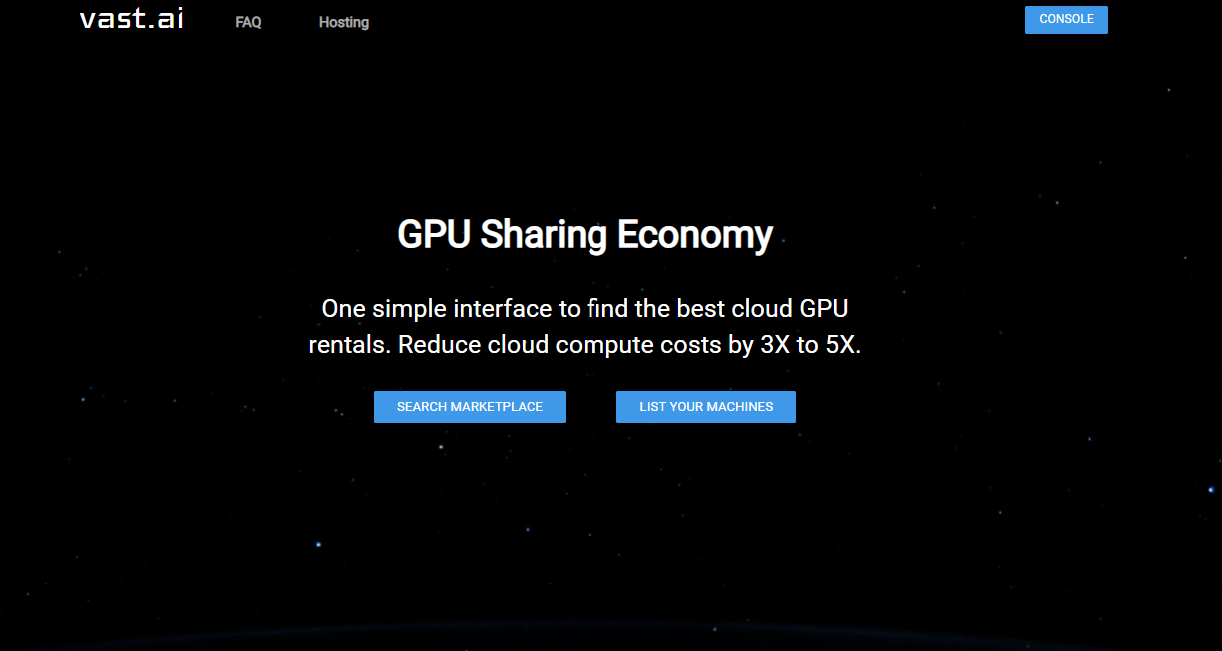 vast.ai
FAQ
Hosting
CONSOLE
GPU Sharing Economy
One simple interface to find the best cloud GPU
rentals. Reduce cloud compute costs by 3X to 5X.
SEARCH MARKETPLACE
LIST YOUR MACHINES